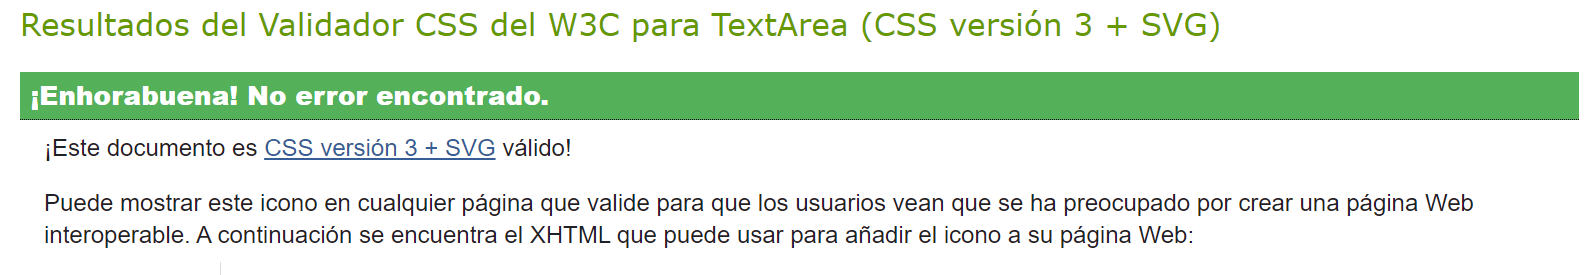 Resultados del Validador CSS del W3C para TextArea (CSS versión 3 + SVG)
¡Enhorabuena! No error encontrado.
¡Este documento es CSS versión 3 + SVG válido!
Puede mostrar este icono en cualquier página que valide para que los usuarios vean que se ha preocupado por crear una página Web
interoperable. A continuación se encuentra el XHTML que puede usar para añadir el icono a su página Web: